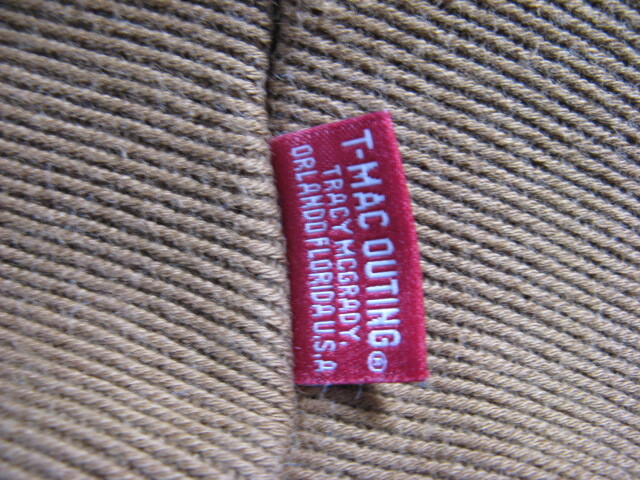 T-MAC OUTING®
TRACY MCGRADY.
ORLANDO FLORIDA U.S.A